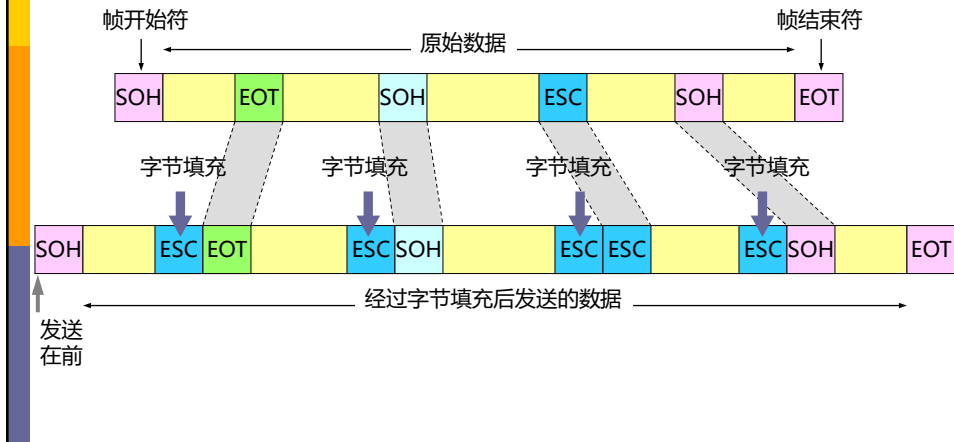 帧开始符
原始数据
帧结束符
SOH EOT SOH ESC SOH EOT
字节填充 字节填充 字节填充 字节填充
SOH ESC EOT ESC SOH ESC ESC ESC SOH EOT
经过字节填充后发送的数据
发送
在前